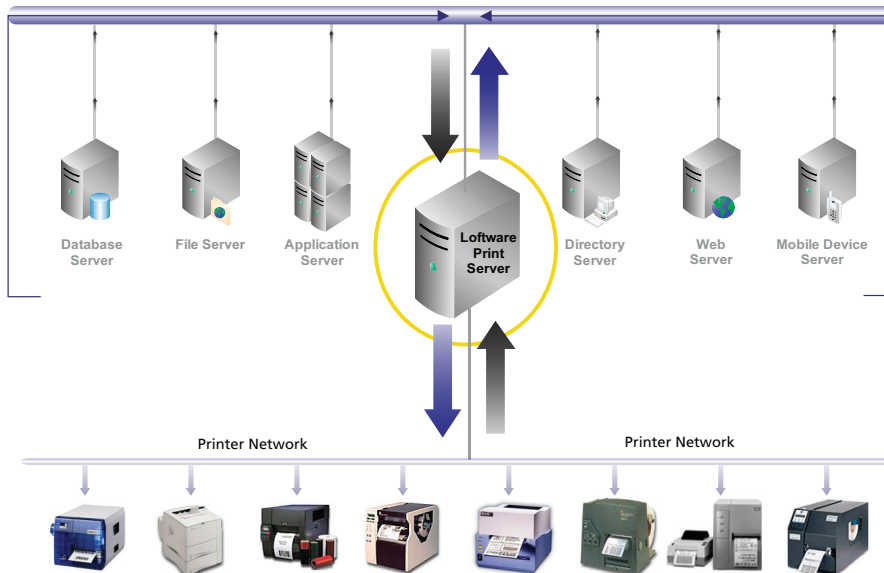 Database
Server
File Server
Application
Server
Loftware
Print
Server
Directory
Server
Web
Server
Mobile Device
Server
Printer Network
Printer Network